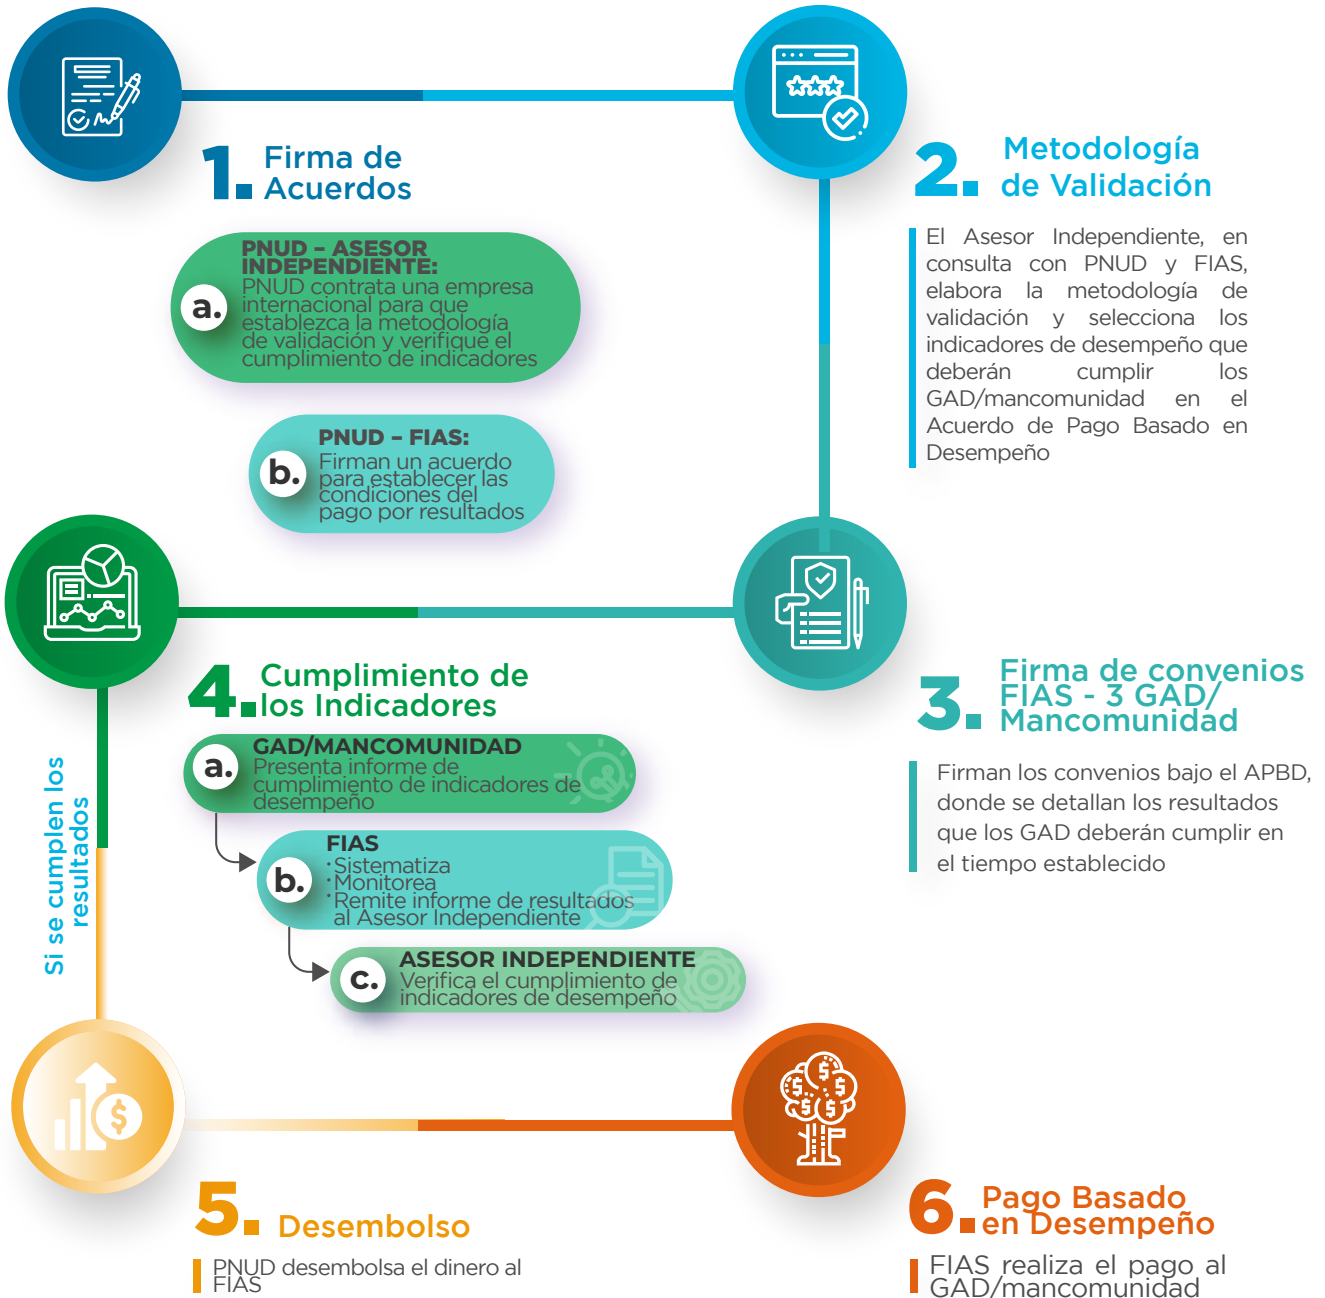 1. Firma de
Acuerdos
a.
PNUD – ASESOR
INDEPENDIENTE:
PNUD contrata una empresa
internacional para que
establezca la metodología
de validación y verifique el
cumplimiento de indicadores
b.
PNUD – FIAS:
Firman un acuerdo
para establecer las
condiciones del
pago por resultados
2. Metodología
de Validación
El Asesor Independiente, en
consulta con PNUD y FIAS,
elabora la metodología de
validación y selecciona los
indicadores de desempeño que
deberán cumplir los
GAD/mancomunidad en el
Acuerdo de Pago Basado en
Desempeño
3. Firma de convenios
FIAS - 3 GAD/
Mancomunidad
Firman los convenios bajo el APBD,
donde se detallan los resultados
que los GAD deberán cumplir en
el tiempo establecido
4. Cumplimiento de
los Indicadores
a.
GAD/MANCOMUNIDAD
Presenta informe de
cumplimiento de indicadores de
desempeño
b.
FIAS
· Sistematiza
· Monitorea
· Remite informe de resultados
al Asesor Independiente
c.
ASESOR INDEPENDIENTE
Verifica el cumplimiento de
indicadores de desempeño
Si se cumplen los
resultados
5. Desembolso
PNUD desembolsa el dinero al
FIAS
6. Pago Basado
en Desempeño
FIAS realiza el pago al
GAD/mancomunidad